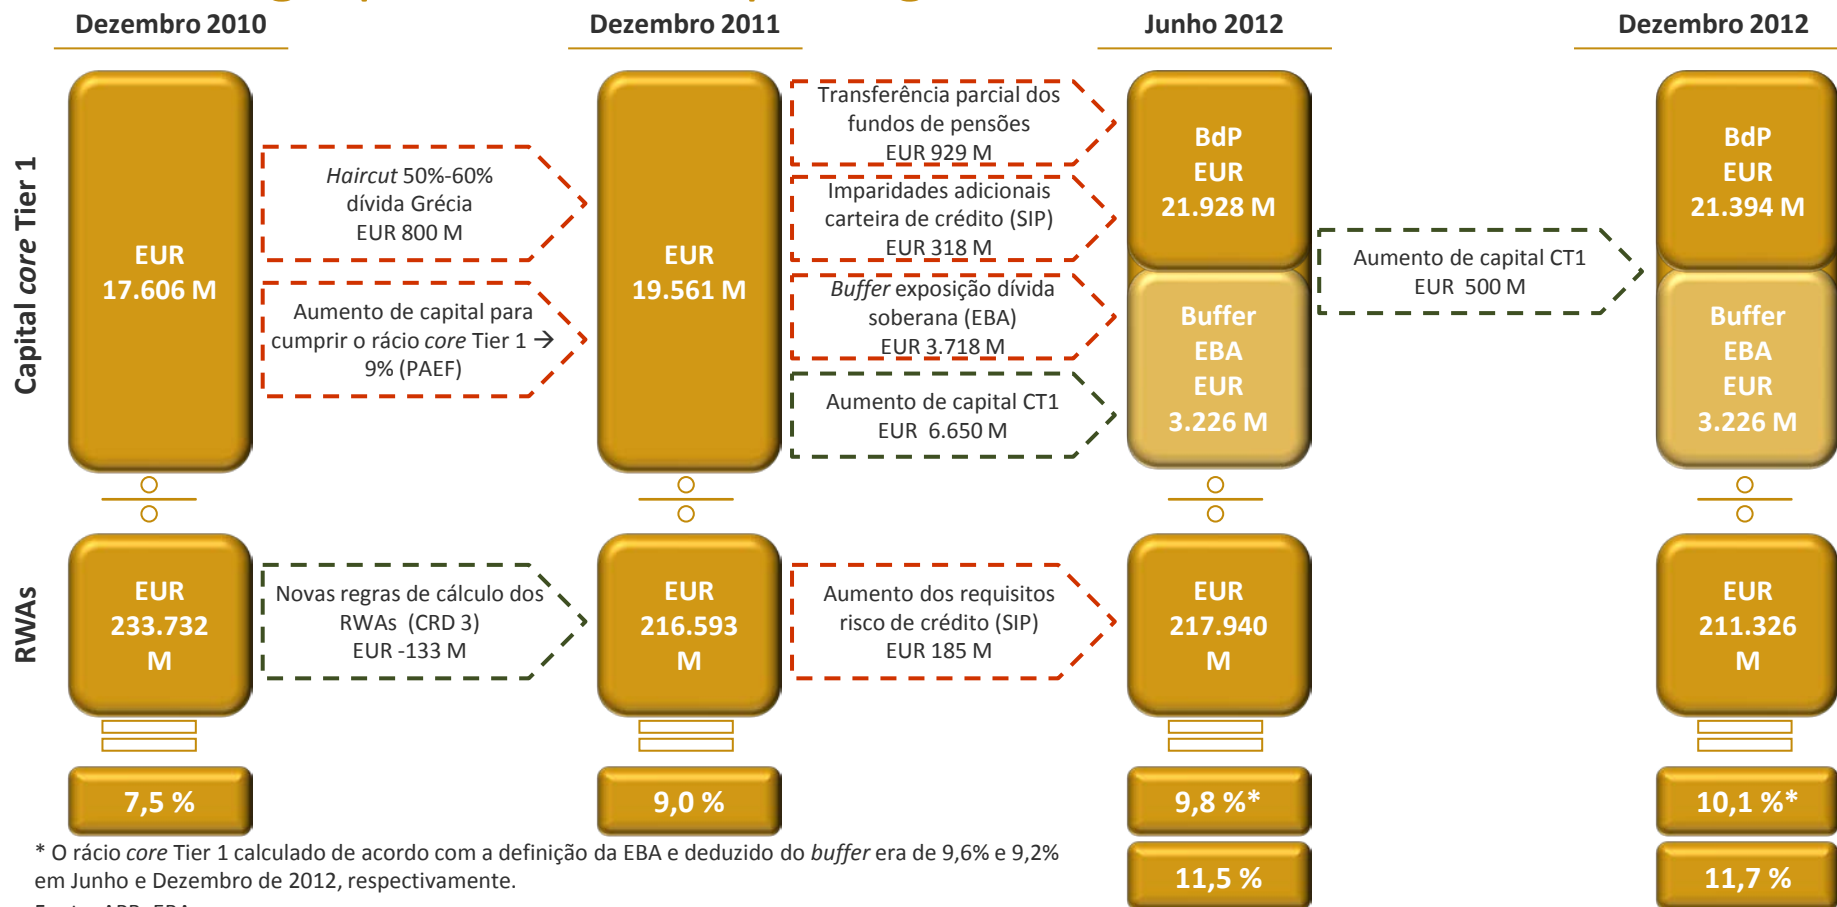 Dezembro 2010
Dezembro 2011
Junho 2012
Dezembro 2012
Capital core Tier 1
EUR
17.606 M
Haircut 50%-60%
dívida Grécia
EUR 800 M
Aumento de capital para
cumprir o rácio core Tier 1 →
9% (PAEF)
EUR
19.561 M
Transferência parcial dos
fundos de pensões
EUR 929 M
Imparidades adicionais
carteira de crédito (SIP)
EUR 318 M
Buffer exposição dívida
soberana (EBA)
EUR 3.718 M
Aumento de capital CT1
EUR 6.650 M
BdP
EUR
21.928 M
Buffer
EBA
EUR
3.226 M
Aumento de capital CT1
EUR 500 M
BdP
EUR
21.394 M
Buffer
EBA
EUR
3.226 M
RWAs
EUR
233.732
M
Novas regras de cálculo dos
RWAs (CRD 3)
EUR -133 M
EUR
216.593
M
Aumento dos requisitos
risco de crédito (SIP)
EUR 185 M
EUR
217.940
M
EUR
211.326
M
7,5 %
9,0 %
9,8 %*
10,1 %*
11,5 %
11,7 %
* O rácio core Tier 1 calculado de acordo com a definição da EBA e deduzido do buffer era de 9,6% e 9,2%
em Junho e Dezembro de 2012, respectivamente.